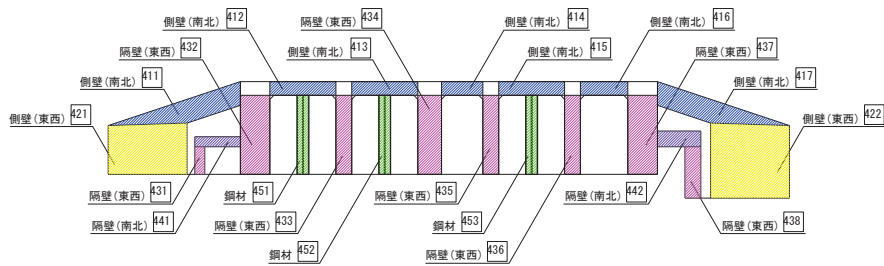 側壁(南北) 412
隔壁(東西) 434
側壁(南北) 414
側壁(南北) 416
隔壁(東西) 432
側壁(南北) 413
側壁(南北) 415
隔壁(東西) 437
側壁(南北) 411
側壁(南北) 417
側壁(東西) 421
側壁(東西) 422
隔壁(東西) 431
鋼材 451
隔壁(東西) 435
隔壁(南北) 442
隔壁(南北) 441
隔壁(東西) 433
鋼材 453
隔壁(東西) 438
鋼材 452
隔壁(東西) 436